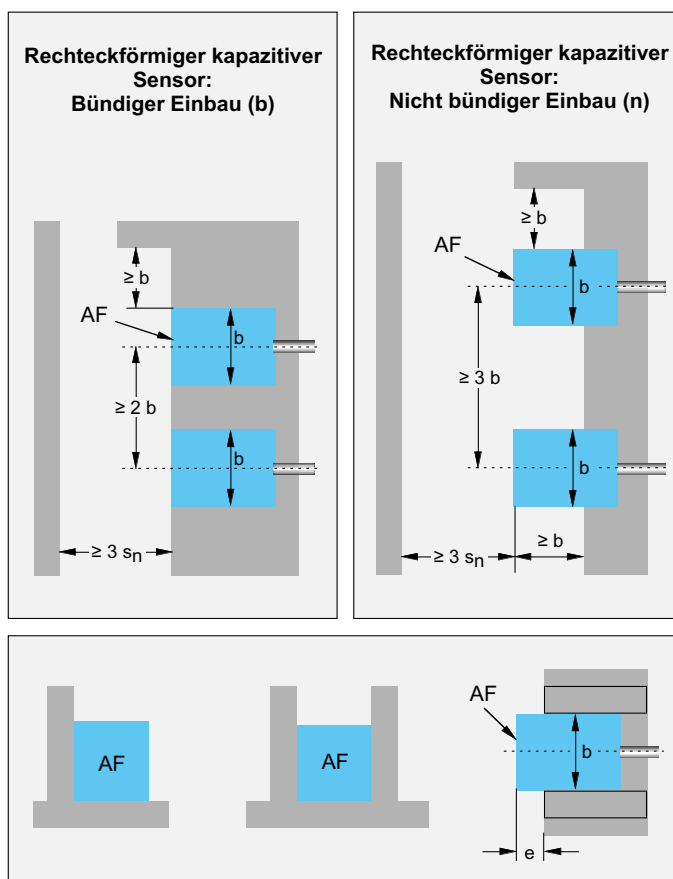 Rechteckförmiger kapazitiver
Sensor:
Bündiger Einbau (b)
≥ b
AF
b
≥ 2 b
b
≥ 3 sn
Rechteckförmiger kapazitiver
Sensor:
Nicht bündiger Einbau (n)
≥ b
AF
b
≥ 3 b
b
≥ b
≥ 3 sn
AF
AF
AF
b
e